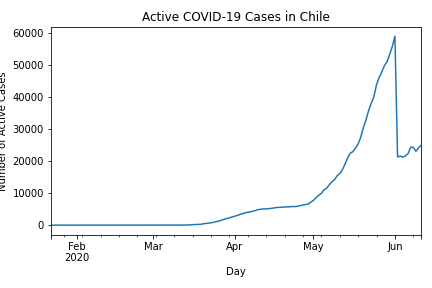 Active COVID-19 Cases in Chile
60000
50000
40000
30000
20000
10000
0
Number of Active Cases
Feb
2020
Mar
Apr
May
Jun
Day